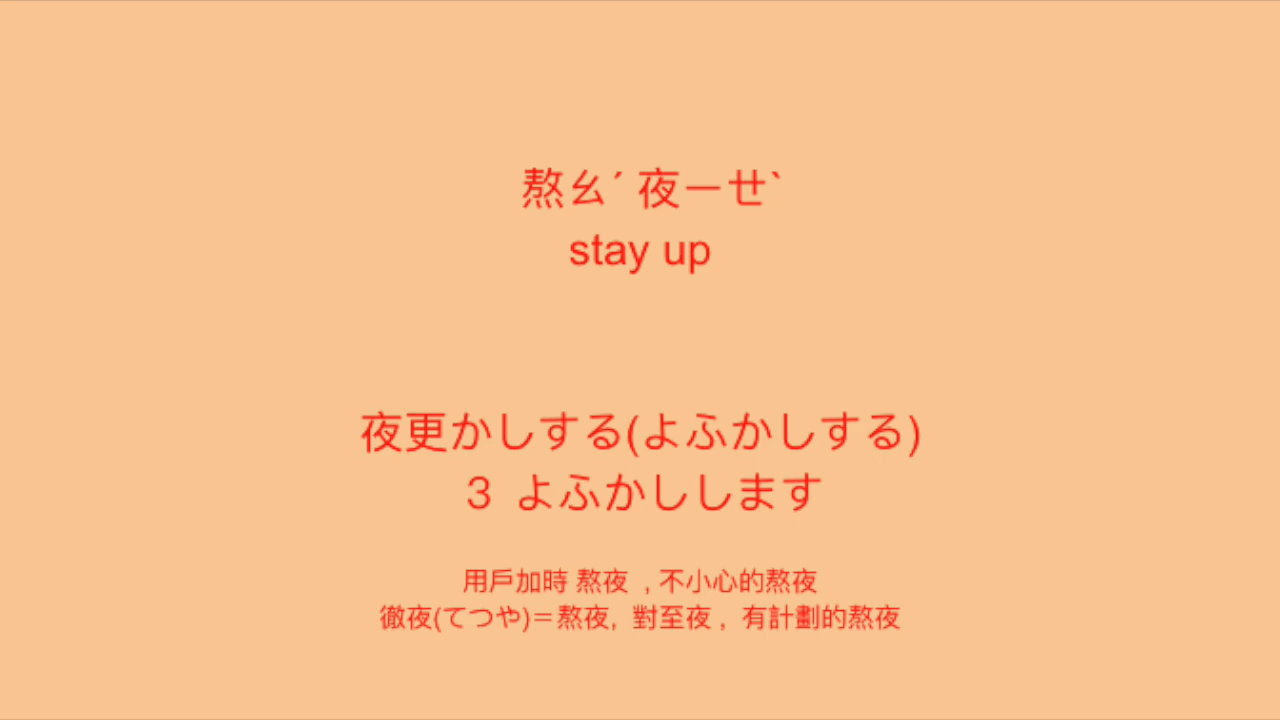 熬ㄠˊ 夜ㄧㄝˋ
stay up
夜更かしする(よふかしする)
3 よふかしします
用戶加時 熬夜 , 不小心的熬夜
徹夜(てつや)＝熬夜, 對至夜 , 有計劃的熬夜